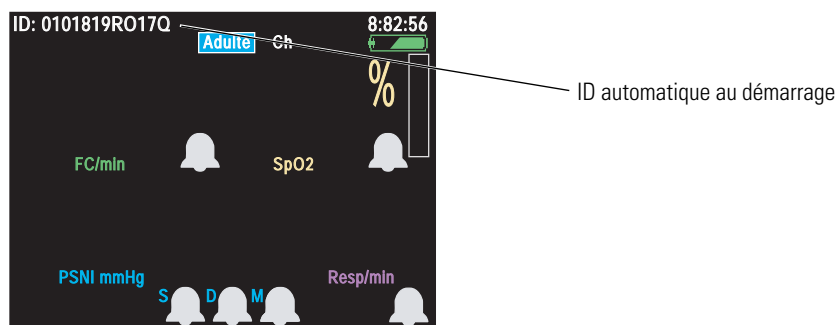 ID: 0101819RO17Q 8:82:56
Adulte Ch
ID automatique au démarrage
%
FC/min SpO2
PSNI mmHg Resp/min
S D M